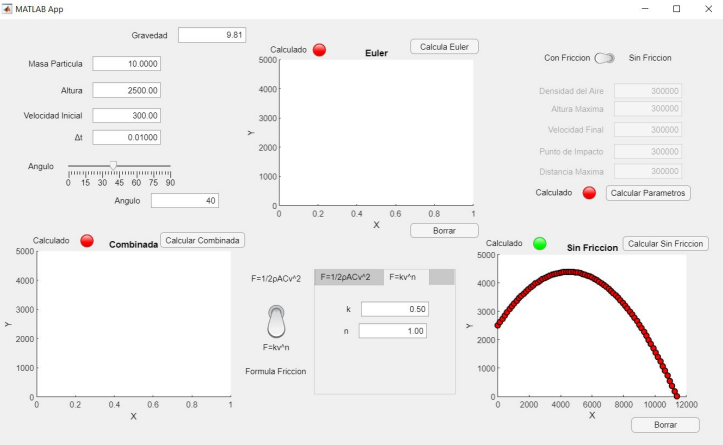 MATLAB App
Gravedad 9.81
Masa Particula 10.0000
Altura 2500.00
Velocidad Inicial 300.00
Δt 0.01000
Angulo
0 15 30 45 60 75 90
Angulo 40
Calculado Euler Calcula Euler
5000
4000
3000
2000
1000
0
Y
0 0.2 0.4 0.6 0.8 1
X
Borrar
Con Friccion Sin Friccion
Densidad del Aire 300000
Altura Maxima 300000
Velocidad Final 300000
Punto de Impacto 300000
Distancia Maxima 300000
Calculado Calcular Parametros
Calculado Combinada Calcular Combinada
5000
4000
3000
2000
1000
0
Y
0 0.2 0.4 0.6 0.8 1
X
F=1/2ρACv^2
F=kv^n
Formula Friccion
F=1/2ρACv^2 F=kv^n
k 0.50
n 1.00
Calculado Sin Friccion Calcular Sin Friccion
5000
4000
3000
2000
1000
0
Y
0 2000 4000 6000 8000 10000 12000
X
Borrar